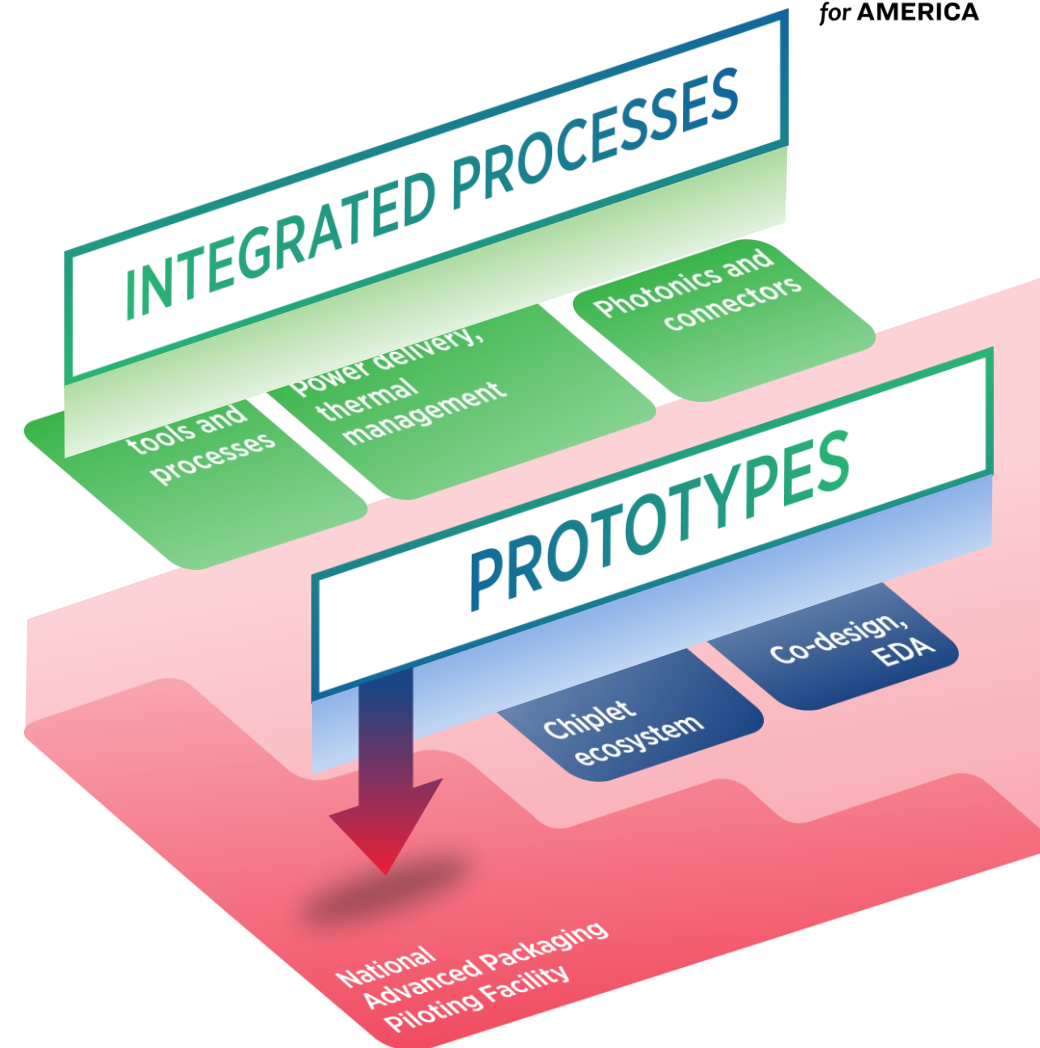 for AMERICA
INTEGRATED PROCESSES
Photonics and
connectors
Power delivery,
thermal
management
tools and
processes
PROTOTYPES
Co-design,
EDA
Chiplet
ecosystem
National
Advanced Packaging
Piloting Facility